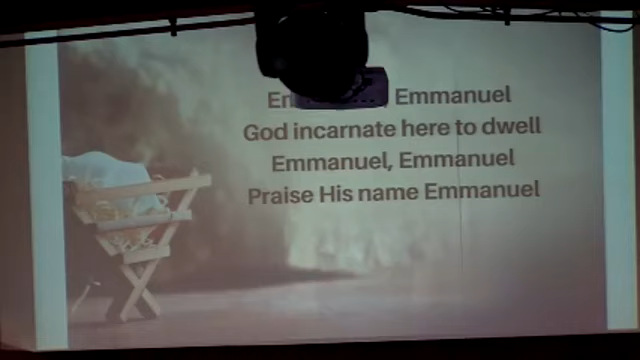 Emmanuel
God incarnate here to dwell
Emmanuel, Emmanuel
Praise His name Emmanuel